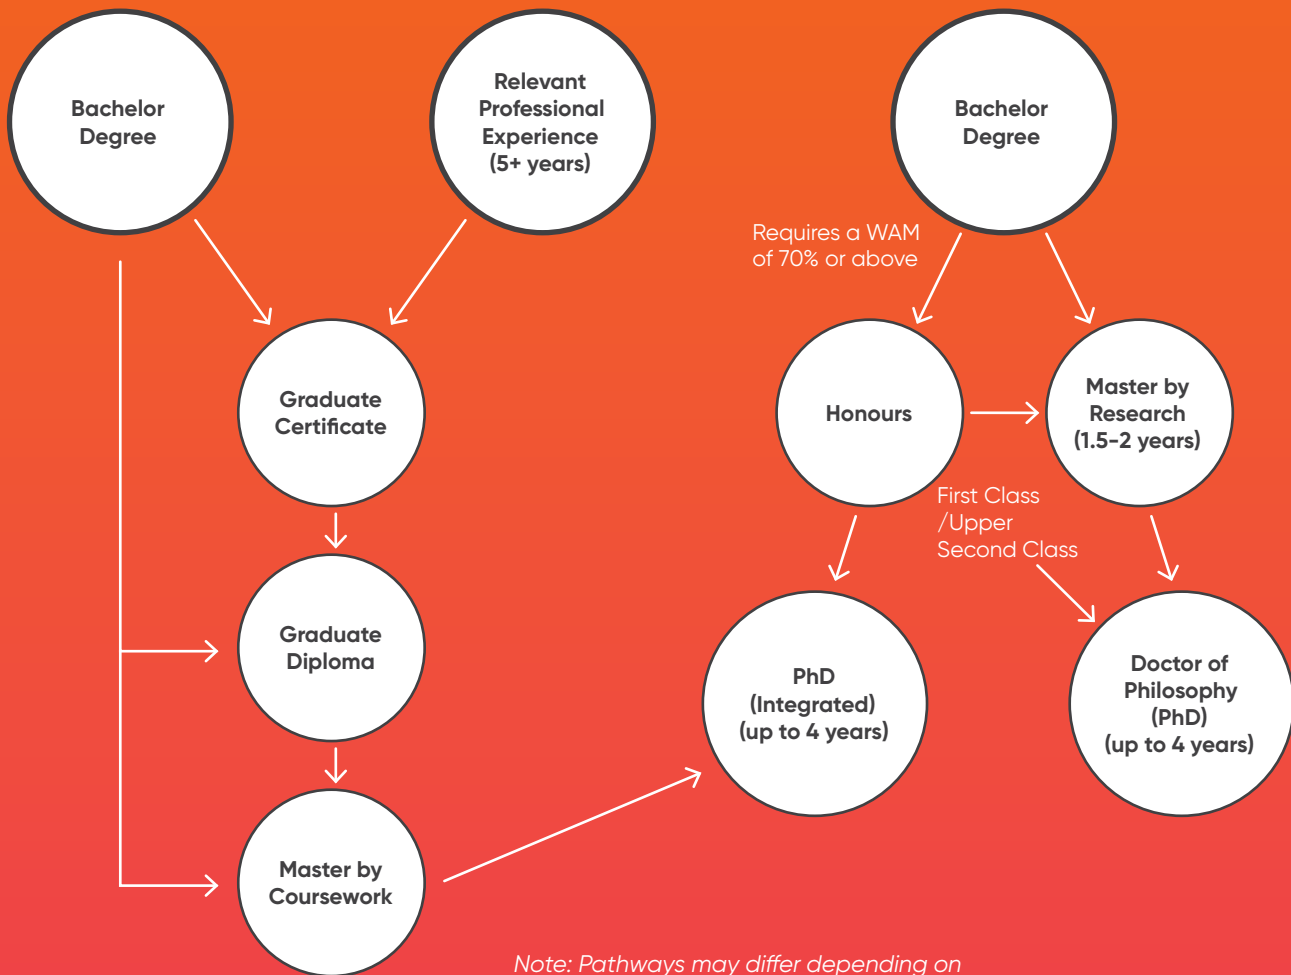 Bachelor
Degree
Relevant
Professional
Experience
(5+ years)
Bachelor
Degree
Requires a WAM
of 70% or above
Graduate
Certificate
Honours
Master by
Research
(1.5-2 years)
First Class
/Upper
Second Class
Graduate
Diploma
PhD
(Integrated)
(up to 4 years)
Doctor of
Philosophy
(PhD)
(up to 4 years)
Master by
Coursework
Note: Pathways may differ depending on